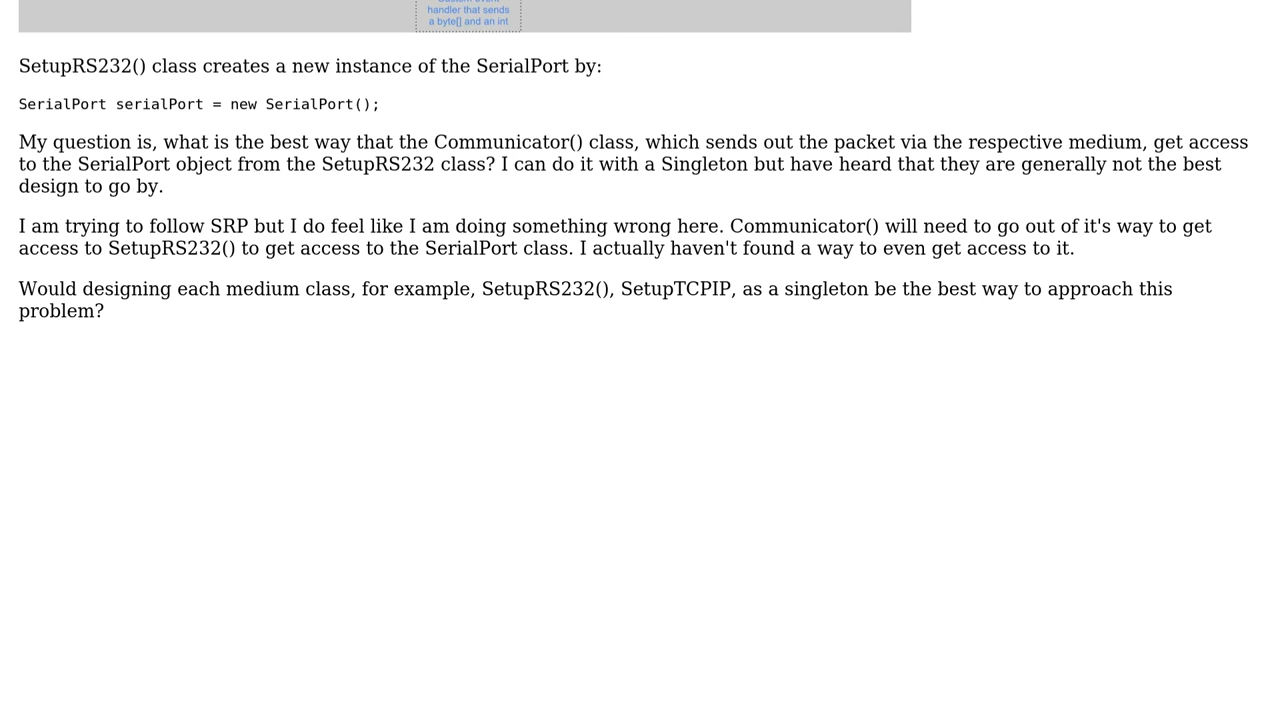 handler that sends
a byte[] and an int
SetupRS232() class creates a new instance of the SerialPort by:
SerialPort serialPort = new SerialPort();
My question is, what is the best way that the Communicator() class, which sends out the packet via the respective medium, get access
to the SerialPort object from the SetupRS232 class? I can do it with a Singleton but have heard that they are generally not the best
design to go by.
I am trying to follow SRP but I do feel like I am doing something wrong here. Communicator() will need to go out of it's way to get
access to SetupRS232() to get access to the SerialPort class. I actually haven't found a way to even get access to it.
Would designing each medium class, for example, SetupRS232(), SetupTCPIP, as a singleton be the best way to approach this
problem?